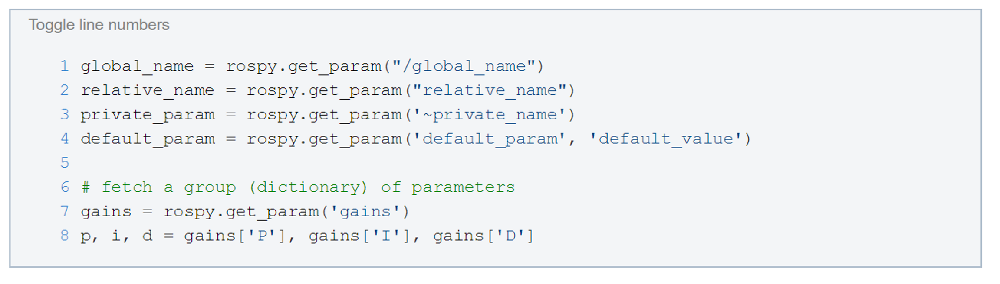 Toggle line numbers
1 global_name = rospy.get_param("/global_name")
2 relative_name = rospy.get_param("relative_name")
3 private_param = rospy.get_param('~private_name')
4 default_param = rospy.get_param('default_param', 'default_value')
5
6 # fetch a group (dictionary) of parameters
7 gains = rospy.get_param('gains')
8 p, i, d = gains['P'], gains['I'], gains['D']